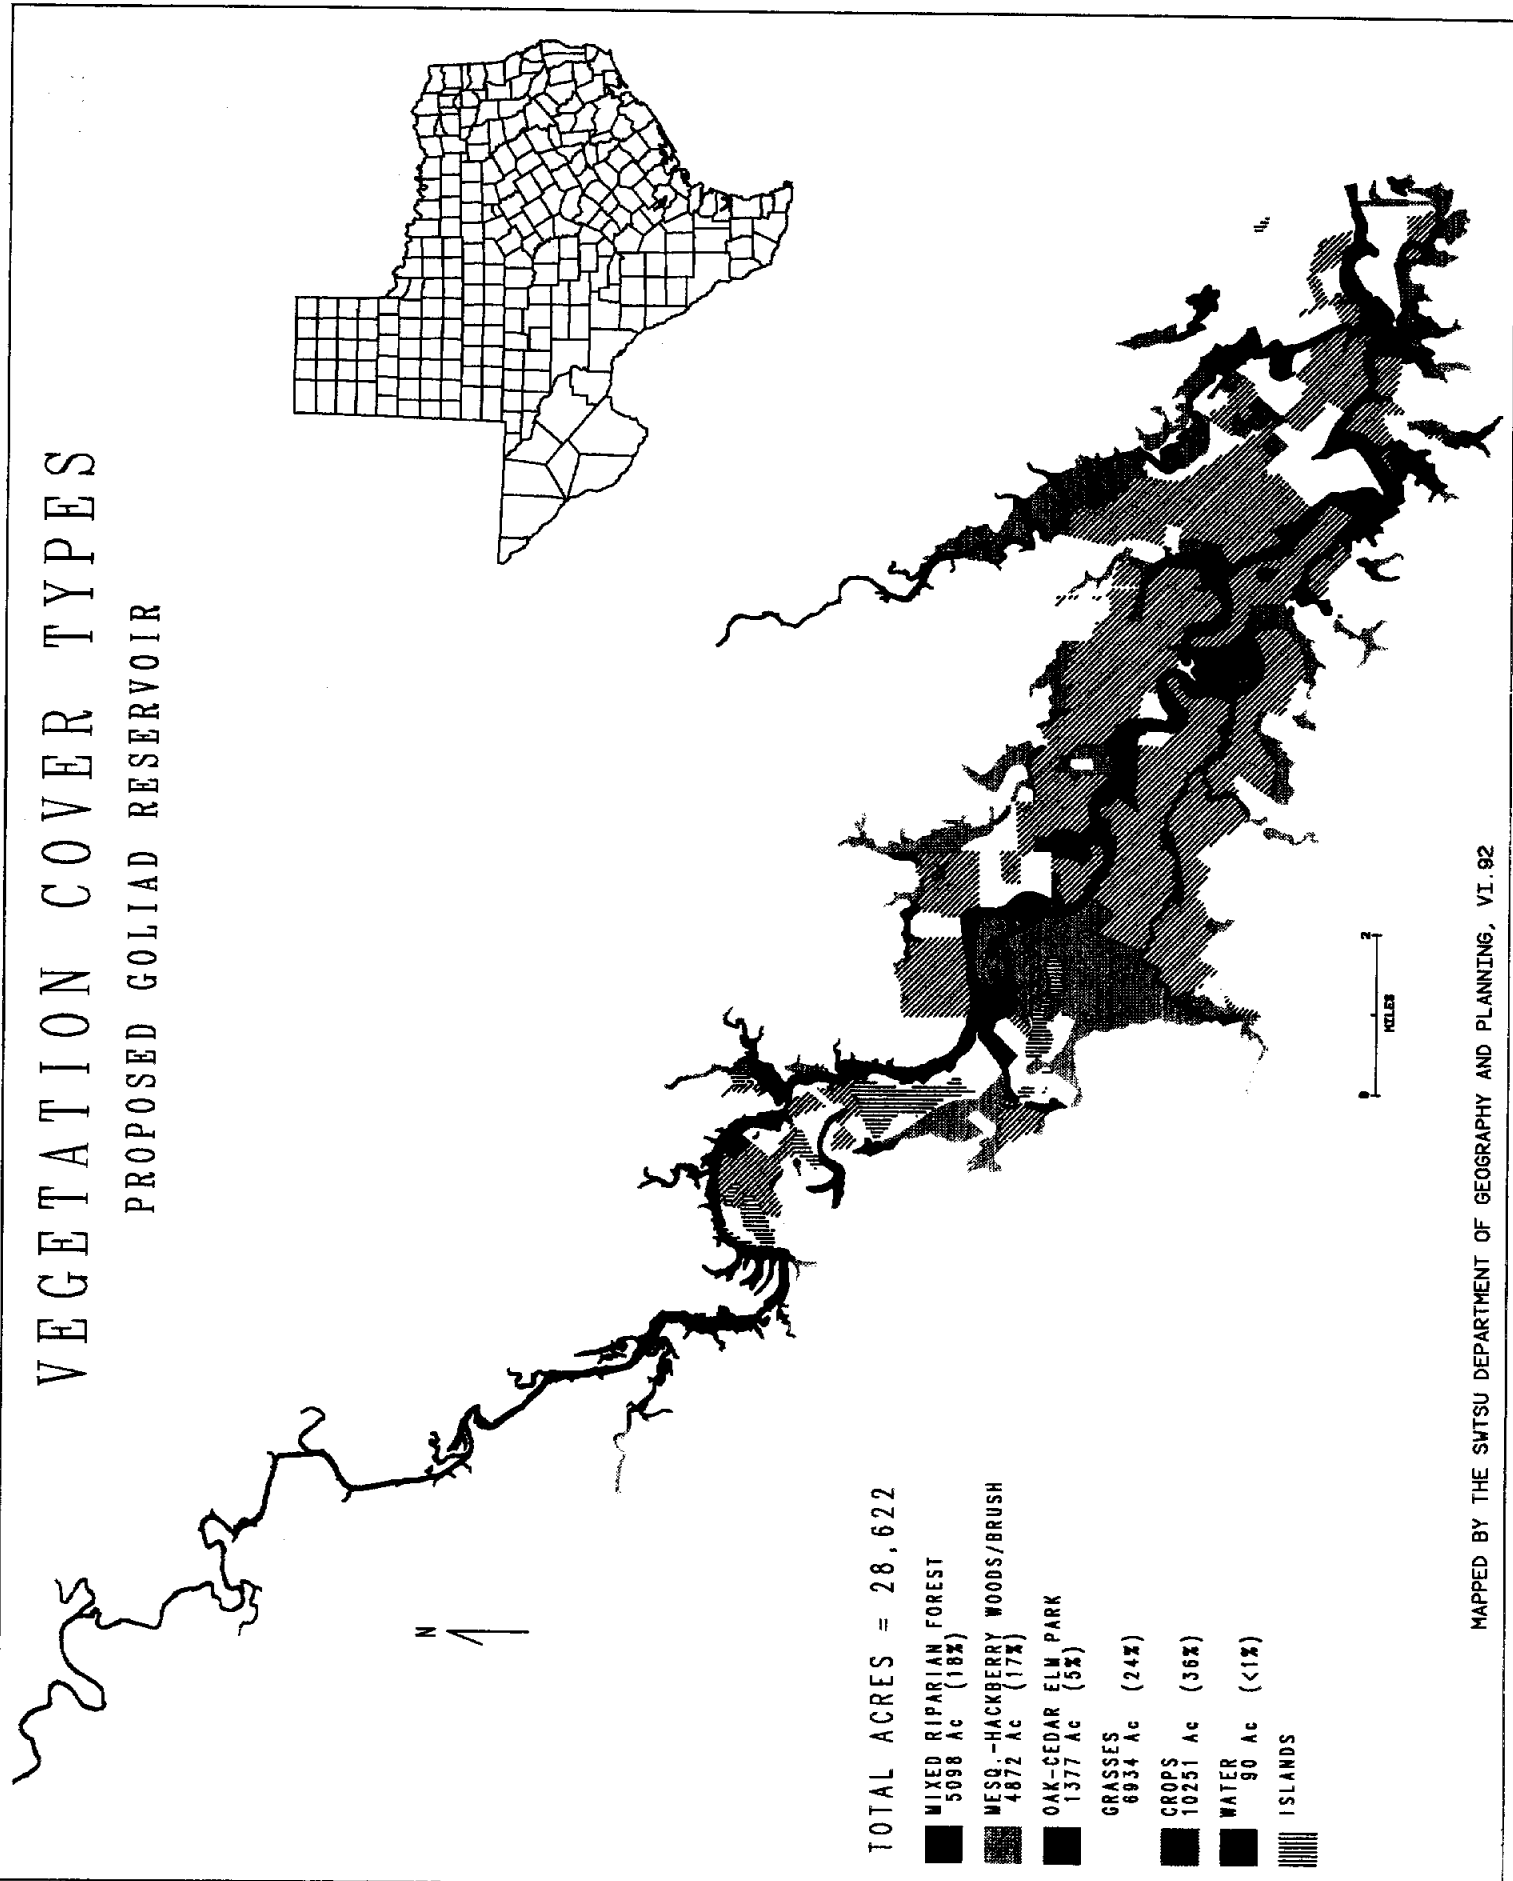 VEGETATION COVER TYPES
PROPOSED GOLIAD RESERVOIR
N
TOTAL ACRES = 28,622
MIXED RIPARIAN FOREST
5098 Ac (18%)
MESQ.-HACKBERRY WOODS/BRUSH
4872 Ac (17%)
OAK-CEDAR ELM PARK
1377 Ac (5%)
GRASSES
6934 Ac (24%)
CROPS
10251 Ac (36%)
WATER
90 Ac (<1%)
ISLANDS
0 2
MILES
MAPPED BY THE SWTSU DEPARTMENT OF GEOGRAPHY AND PLANNING, VI.92